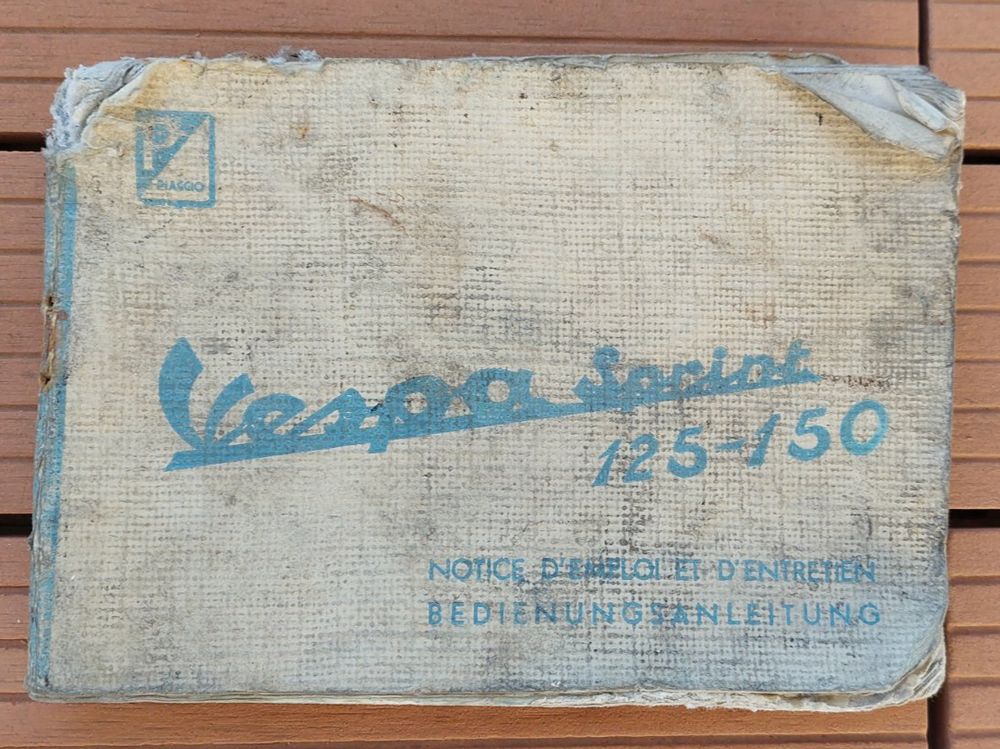 P
PIAGGIO
Vespa Sprint
125-150
NOTICE D'EMPLOI ET D'ENTRETIEN
BEDIENUNGSANLEITUNG